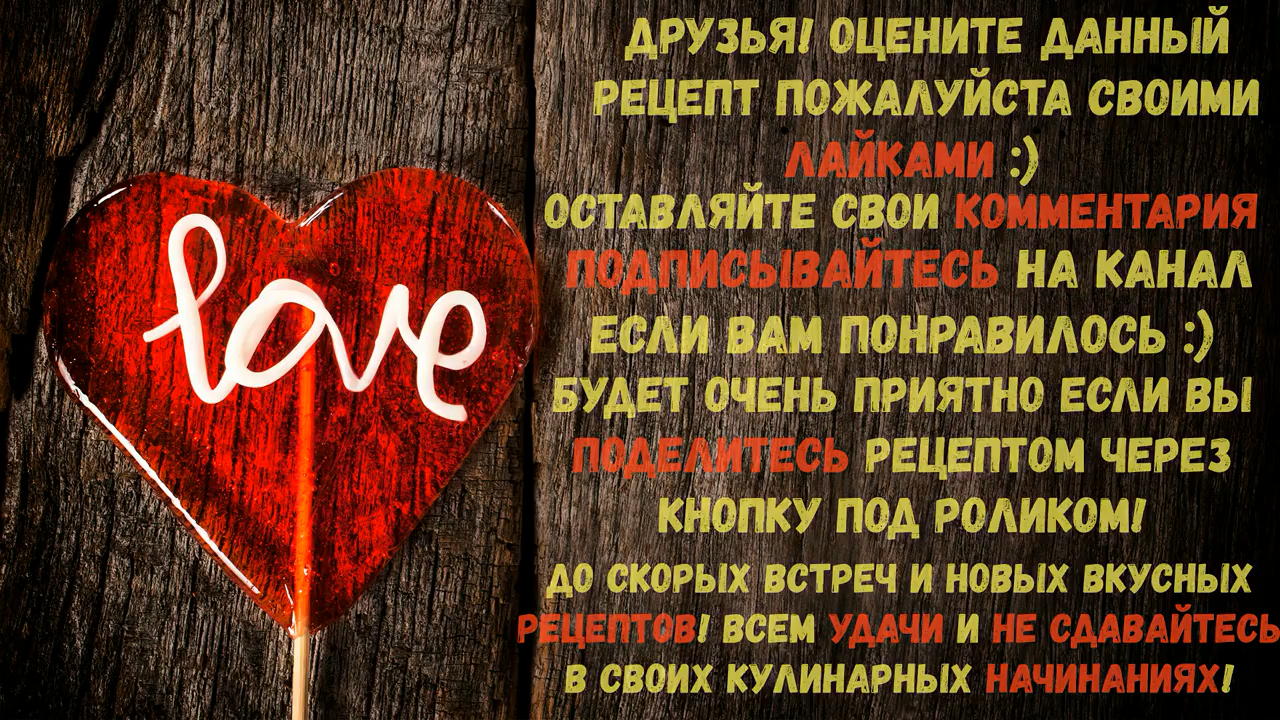 love
ДРУЗЬЯ! ОЦЕНИТЕ ДАННЫЙ
РЕЦЕПТ ПОЖАЛУЙСТА СВОИМИ
ЛАЙКАМИ :)
ОСТАВЛЯЙТЕ СВОИ КОММЕНТАРИЯ
ПОДПИСЫВАЙТЕСЬ НА КАНАЛ
ЕСЛИ ВАМ ПОНРАВИЛОСЬ :)
БУДЕТ ОЧЕНЬ ПРИЯТНО ЕСЛИ ВЫ
ПОДЕЛИТЕСЬ РЕЦЕПТОМ ЧЕРЕЗ
КНОПКУ ПОД РОЛИКОМ!
ДО СКОРЫХ ВСТРЕЧ И НОВЫХ ВКУСНЫХ
РЕЦЕПТОВ! ВСЕМ УДАЧИ И НЕ СДАВАЙТЕСЬ
В СВОИХ КУЛИНАРНЫХ НАЧИНАНИЯХ!